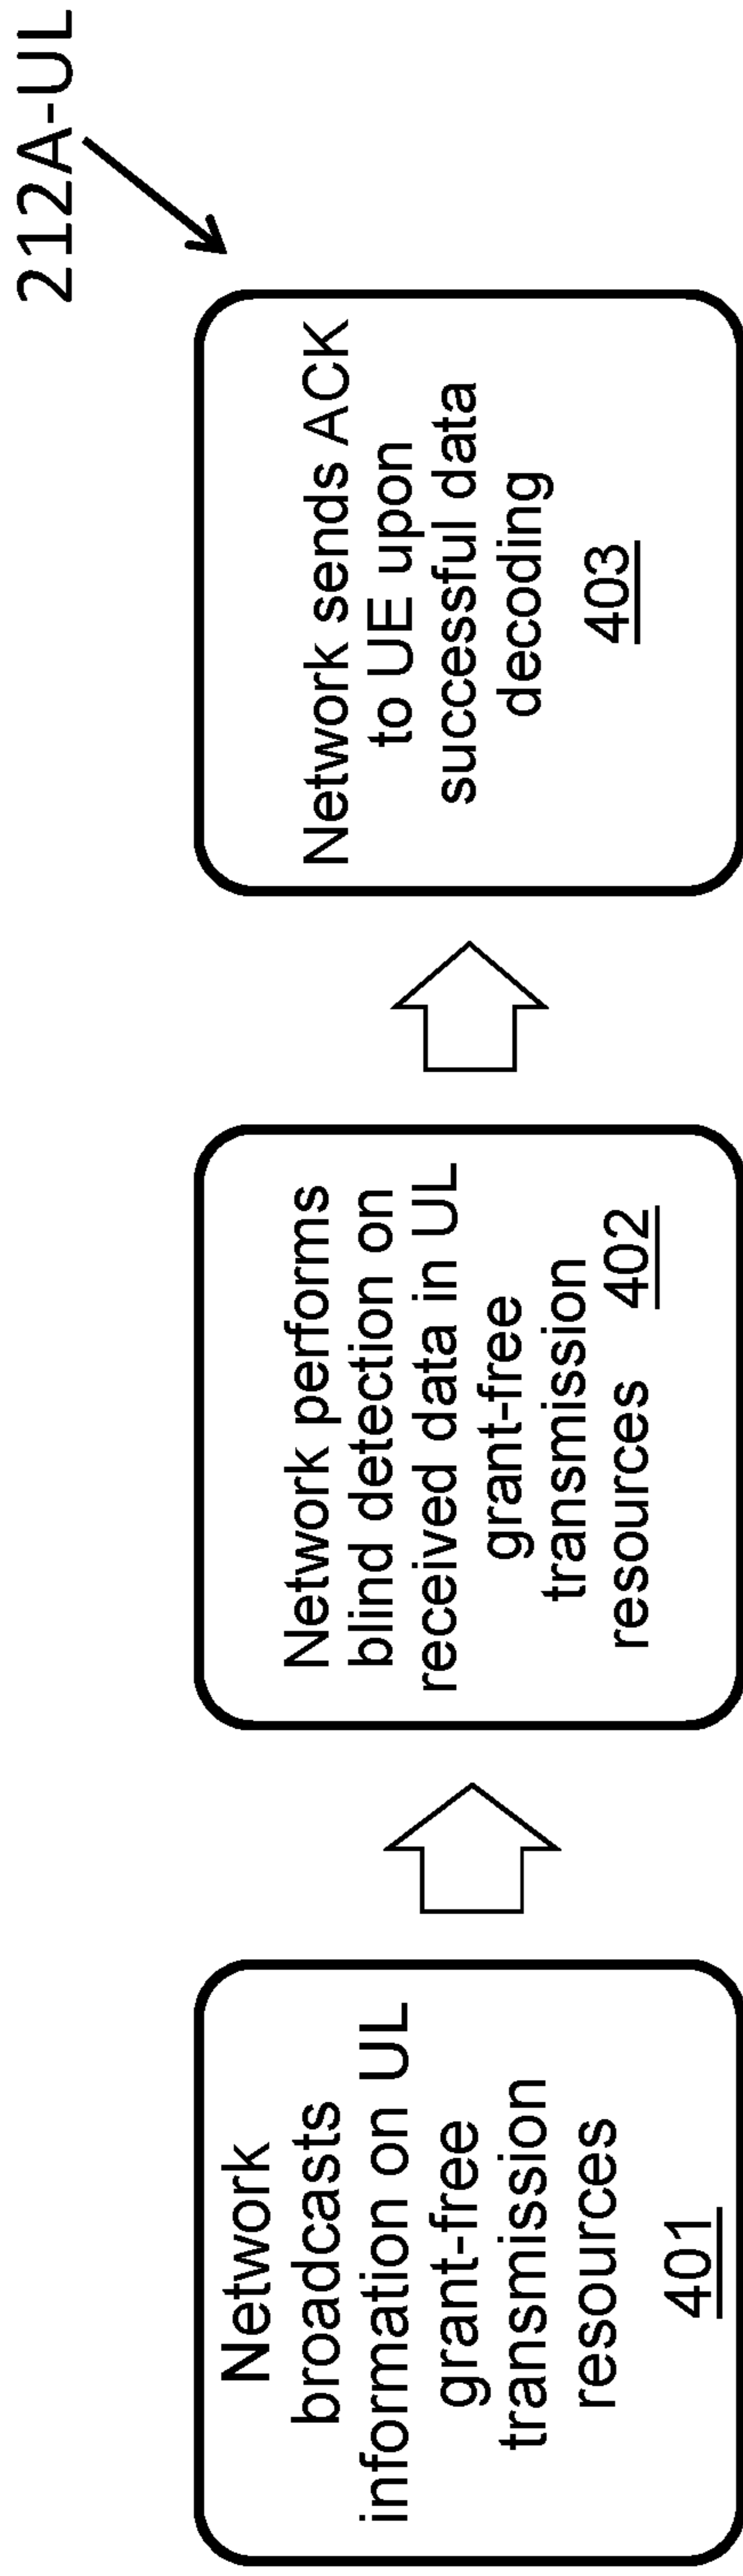 212A-UL
Network
broadcasts
information on UL
grant-free
transmission
resources
401
Network performs
blind detection on
received data in UL
grant-free
transmission
resources 402
Network sends ACK
to UE upon
successful data
decoding
403